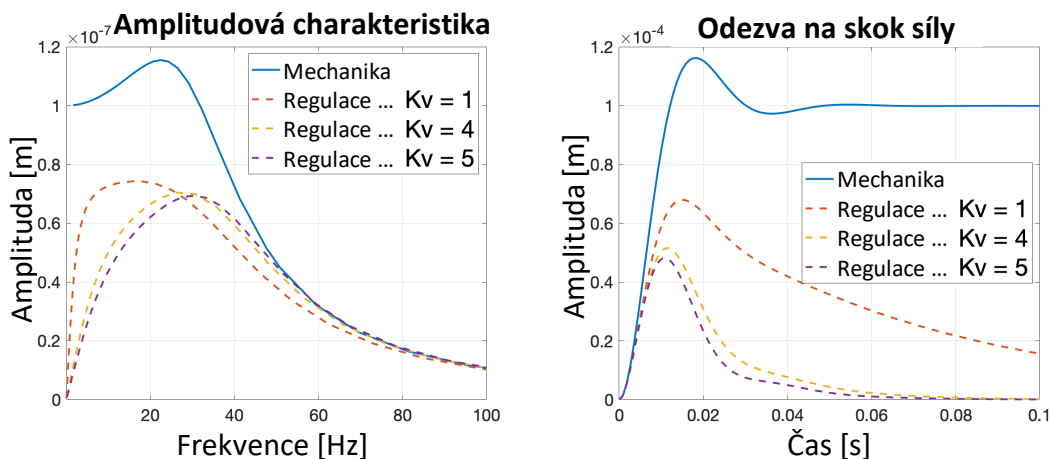 Amplitudová charakteristika
×10⁻⁷
1.2
1
0.8
0.6
0.4
0.2
0
20
40
60
80
100
Amplituda [m]
Frekvence [Hz]
Mechanika
Regulace ... Kv = 1
Regulace ... Kv = 4
Regulace ... Kv = 5
Odezva na skok síly
×10⁻⁴
1.2
1
0.8
0.6
0.4
0.2
0
0
0.02
0.04
0.06
0.08
0.1
Amplituda [m]
Čas [s]
Mechanika
Regulace ... Kv = 1
Regulace ... Kv = 4
Regulace ... Kv = 5